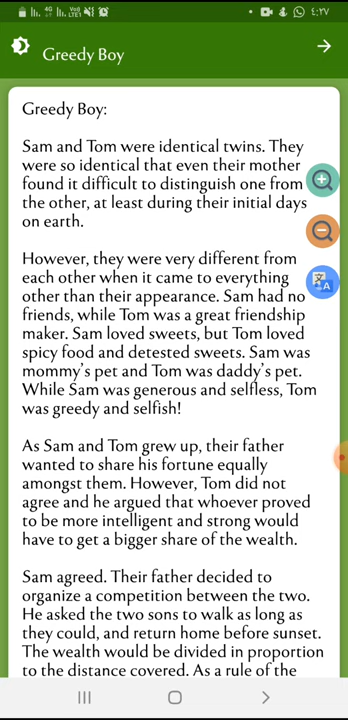 4G
Vo))
LTE1
٤:٢٧
Greedy Boy
Greedy Boy:
Sam and Tom were identical twins. They
were so identical that even their mother
found it difficult to distinguish one from
the other, at least during their initial days
on earth.
However, they were very different from
each other when it came to everything
other than their appearance. Sam had no
friends, while Tom was a great friendship
maker. Sam loved sweets, but Tom loved
spicy food and detested sweets. Sam was
mommy's pet and Tom was daddy's pet.
While Sam was generous and selfless, Tom
was greedy and selfish!
As Sam and Tom grew up, their father
wanted to share his fortune equally
amongst them. However, Tom did not
agree and he argued that whoever proved
to be more intelligent and strong would
have to get a bigger share of the wealth.
Sam agreed. Their father decided to
organize a competition between the two.
He asked the two sons to walk as long as
they could, and return home before sunset.
The wealth would be divided in proportion
to the distance covered. As a rule of the